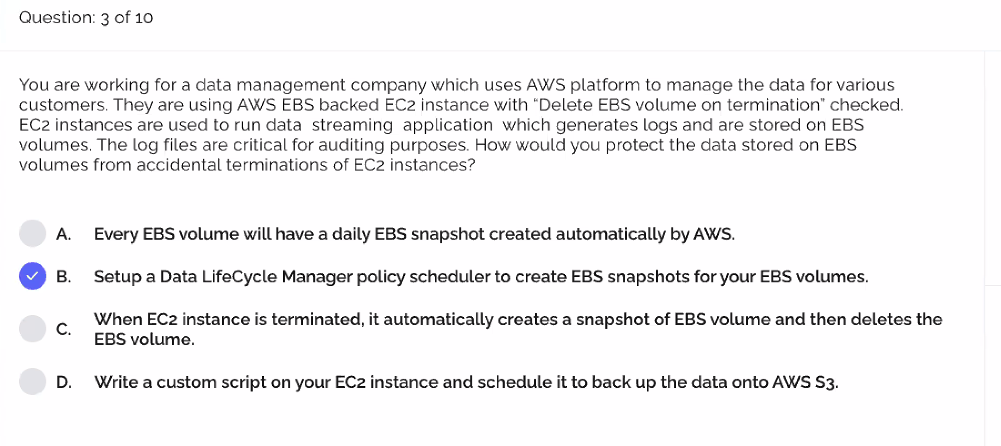 Question: 3 of 10
You are working for a data management company which uses AWS platform to manage the data for various
customers. They are using AWS EBS backed EC2 instance with “Delete EBS volume on termination” checked.
EC2 instances are used to run data streaming application which generates logs and are stored on EBS
volumes. The log files are critical for auditing purposes. How would you protect the data stored on EBS
volumes from accidental terminations of EC2 instances?
A. Every EBS volume will have a daily EBS snapshot created automatically by AWS.
B. Setup a Data LifeCycle Manager policy scheduler to create EBS snapshots for your EBS volumes.
C. When EC2 instance is terminated, it automatically creates a snapshot of EBS volume and then deletes the
EBS volume.
D. Write a custom script on your EC2 instance and schedule it to back up the data onto AWS S3.